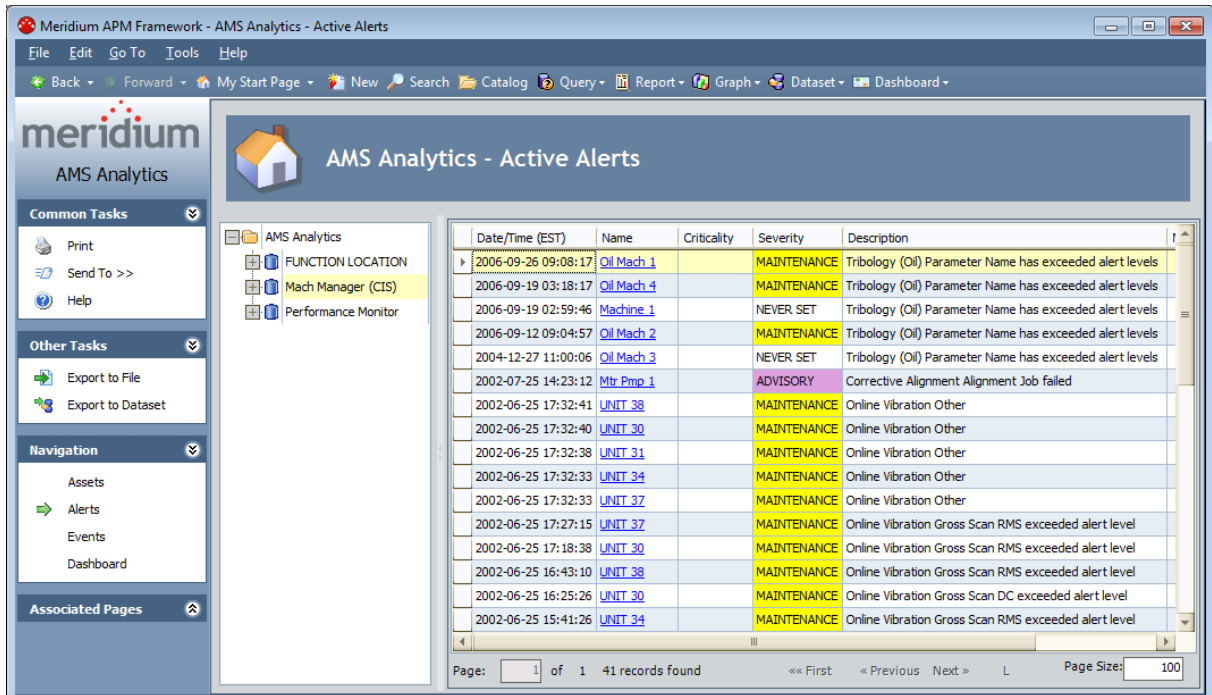 Meridium APM Framework - AMS Analytics - Active Alerts
File Edit Go To Tools Help
Back Forward My Start Page New Search Catalog Query Report Graph Dataset Dashboard
meridium
AMS Analytics
Common Tasks
Print
Send To >>
Help
Other Tasks
Export to File
Export to Dataset
Navigation
Assets
Alerts
Events
Dashboard
Associated Pages
AMS Analytics - Active Alerts
AMS Analytics
FUNCTION LOCATION
Mach Manager (CIS)
Performance Monitor
Date/Time (EST) Name Criticality Severity Description
2006-09-26 09:08:17 Oil Mach 1 MAINTENANCE Tribology (Oil) Parameter Name has exceeded alert levels
2006-09-19 03:18:17 Oil Mach 4 MAINTENANCE Tribology (Oil) Parameter Name has exceeded alert levels
2006-09-19 02:59:46 Machine 1 NEVER SET Tribology (Oil) Parameter Name has exceeded alert levels
2006-09-12 09:04:57 Oil Mach 2 MAINTENANCE Tribology (Oil) Parameter Name has exceeded alert levels
2004-12-27 11:00:06 Oil Mach 3 NEVER SET Tribology (Oil) Parameter Name has exceeded alert levels
2002-07-25 14:23:12 Mtr Pmp 1 ADVISORY Corrective Alignment Alignment Job failed
2002-06-25 17:32:41 UNIT 38 MAINTENANCE Online Vibration Other
2002-06-25 17:32:40 UNIT 30 MAINTENANCE Online Vibration Other
2002-06-25 17:32:38 UNIT 31 MAINTENANCE Online Vibration Other
2002-06-25 17:32:33 UNIT 34 MAINTENANCE Online Vibration Other
2002-06-25 17:32:33 UNIT 37 MAINTENANCE Online Vibration Other
2002-06-25 17:27:15 UNIT 37 MAINTENANCE Online Vibration Gross Scan RMS exceeded alert level
2002-06-25 17:18:38 UNIT 30 MAINTENANCE Online Vibration Gross Scan RMS exceeded alert level
2002-06-25 16:43:10 UNIT 38 MAINTENANCE Online Vibration Gross Scan RMS exceeded alert level
2002-06-25 16:25:26 UNIT 30 MAINTENANCE Online Vibration Gross Scan DC exceeded alert level
2002-06-25 15:41:26 UNIT 34 MAINTENANCE Online Vibration Gross Scan RMS exceeded alert level
Page: 1 of 1 41 records found «« First « Previous Next » L Page Size: 100